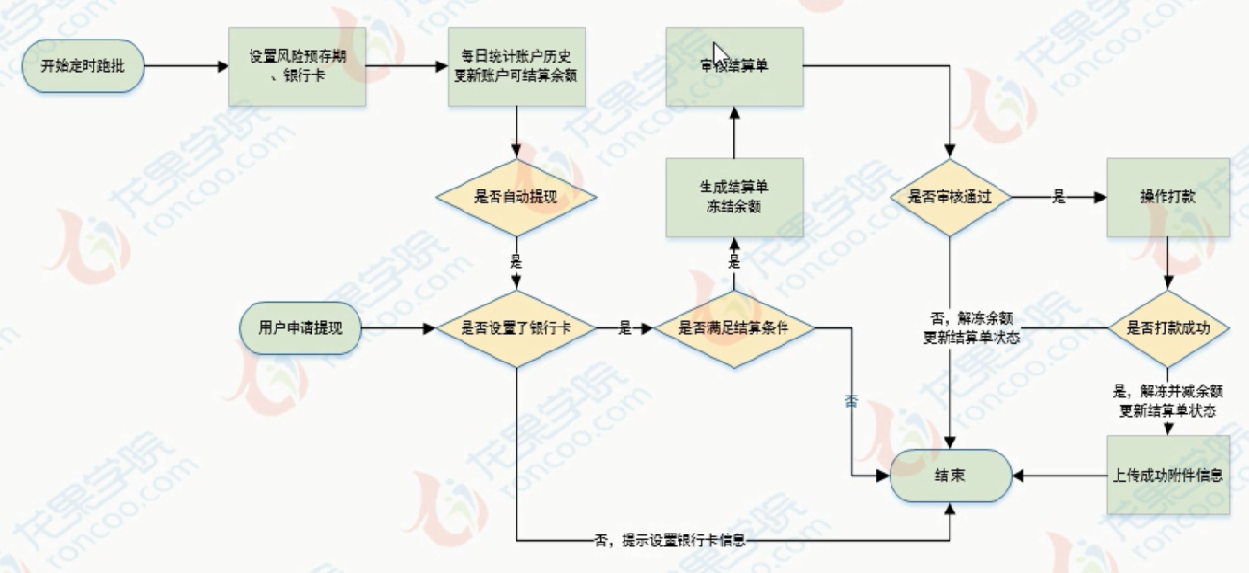 开始定时跑批
设置风险预存期
、银行卡
每日统计账户历史
更新账户可结算余额
审核结算单
是否自动提现
生成结算单
冻结余额
是否审核通过
是
操作打款
是
是
用户申请提现
是否设置了银行卡
是
是否满足结算条件
否，解冻余额
更新结算单状态
是否打款成功
否
是，解冻并减余额
更新结算单状态
结束
上传成功附件信息
否，提示设置银行卡信息
龙果学院
roncoo.com